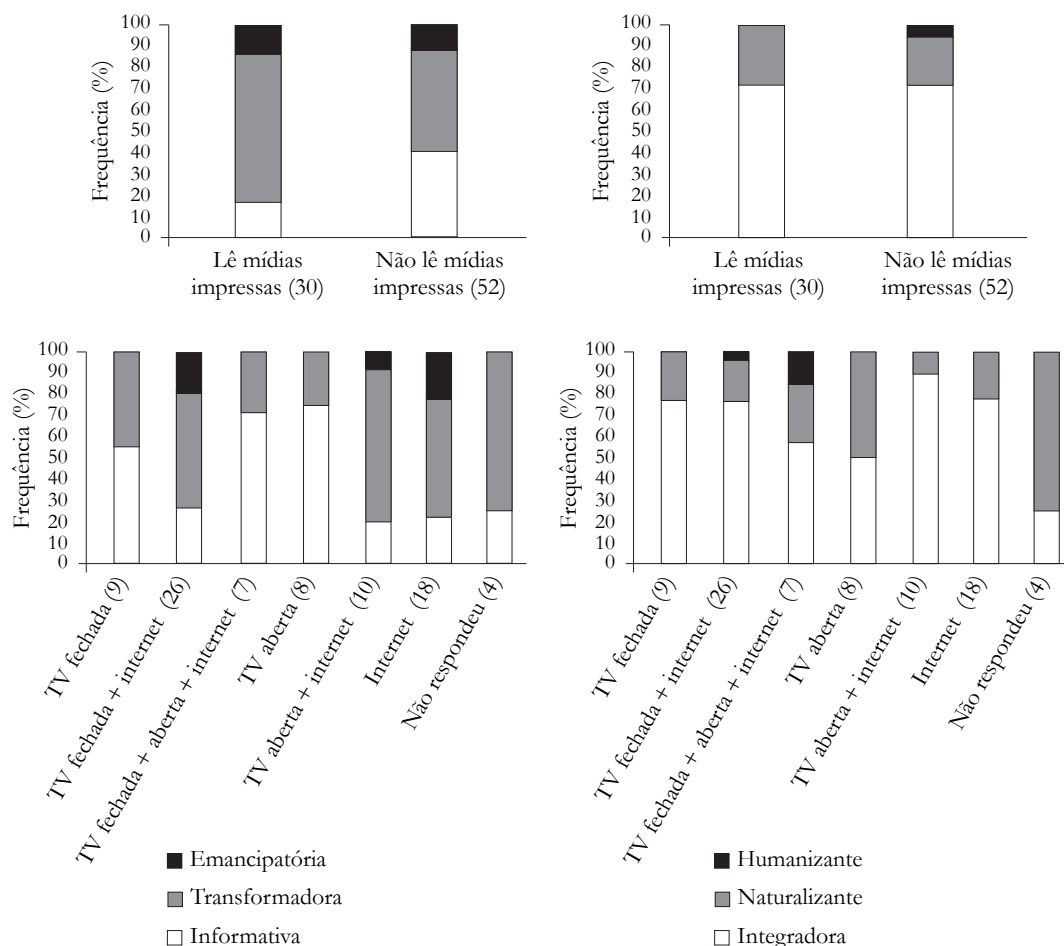 Frequência (%)
100
90
80
70
60
50
40
30
20
10
0
Lê mídias
impressas (30)
Não lê mídias
impressas (52)
Frequência (%)
100
90
80
70
60
50
40
30
20
10
0
Lê mídias
impressas (30)
Não lê mídias
impressas (52)
Frequência (%)
100
90
80
70
60
50
40
30
20
10
0
TV fechada (9)
TV fechada + internet (26)
TV fechada + aberta + internet (7)
TV aberta (8)
TV aberta + internet (10)
Internet (18)
Não respondeu (4)
Emancipatória
Transformadora
Informativa
Frequência (%)
100
90
80
70
60
50
40
30
20
10
0
TV fechada (9)
TV fechada + internet (26)
TV fechada + aberta + internet (7)
TV aberta (8)
TV aberta + internet (10)
Internet (18)
Não respondeu (4)
Humanizante
Naturalizante
Integradora